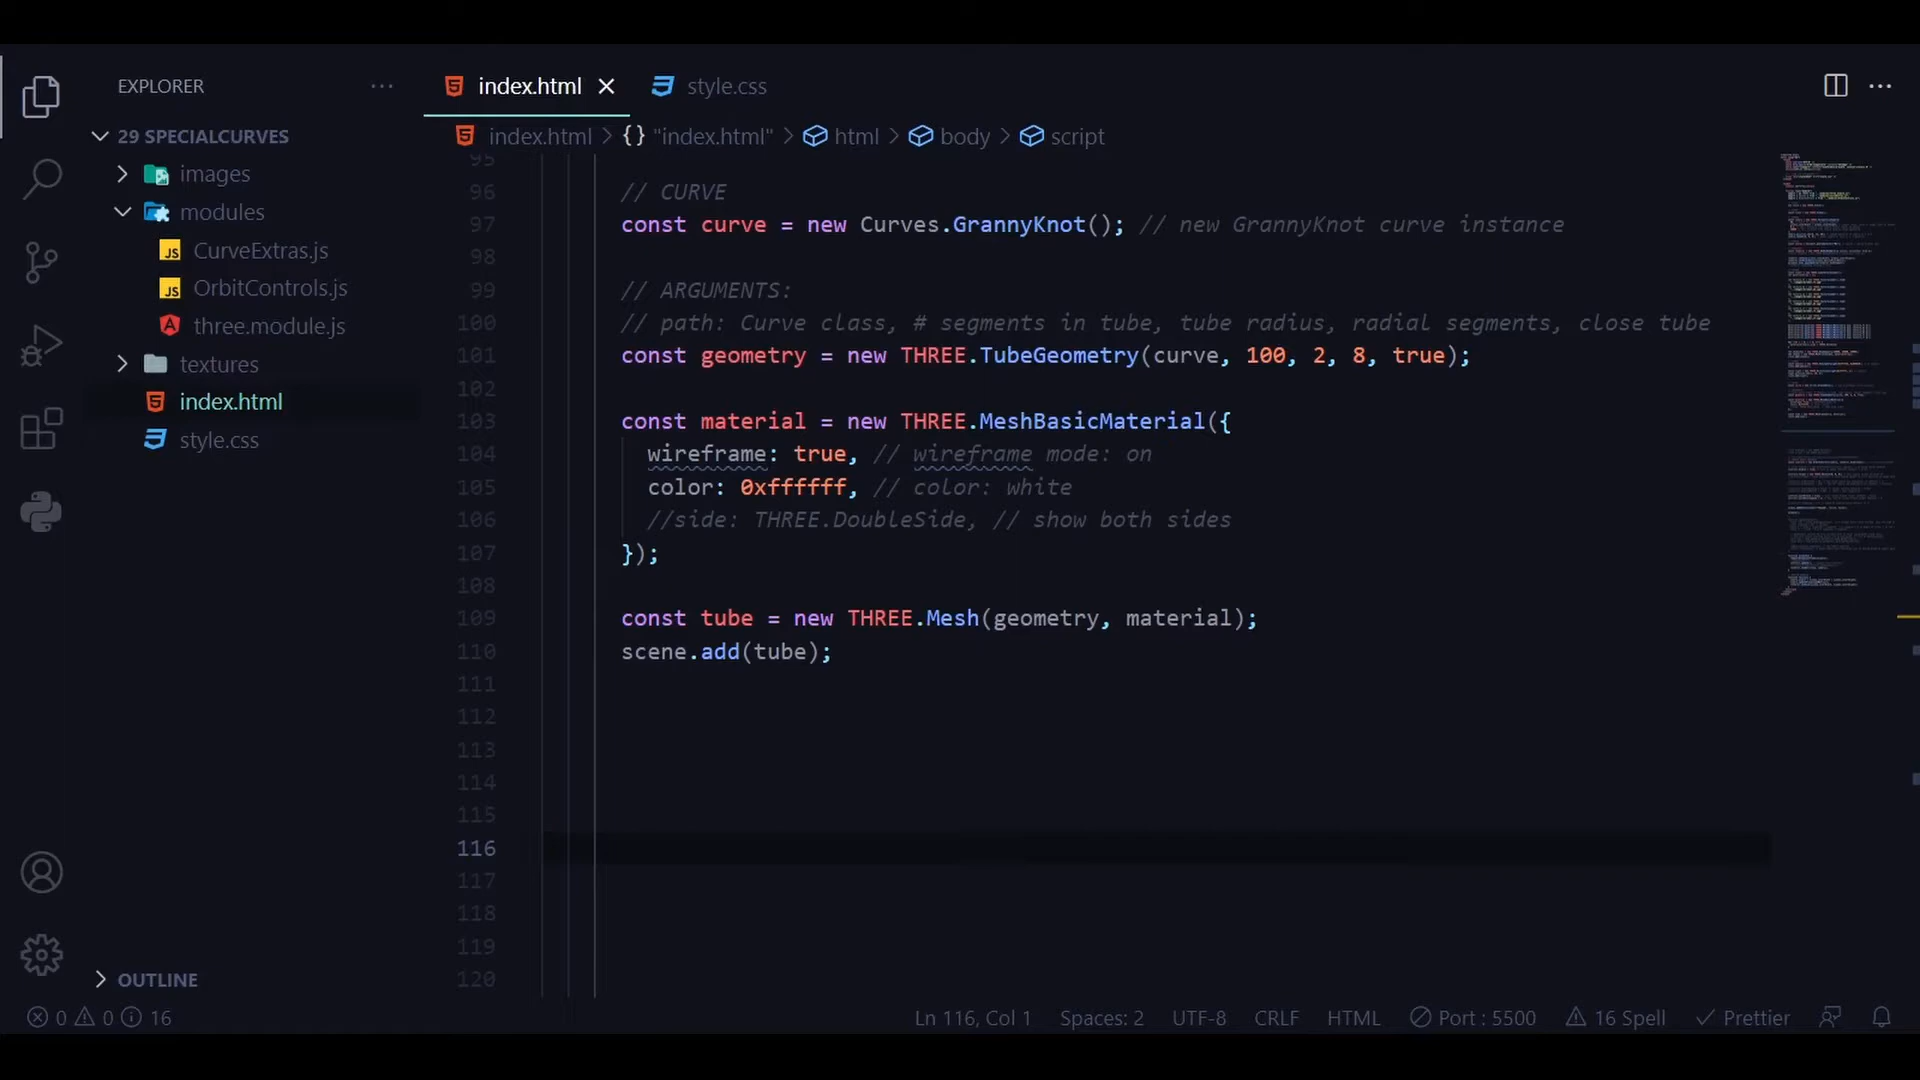 EXPLORER
29 SPECIALCURVES
images
modules
JS CurveExtras.js
JS OrbitControls.js
A three.module.js
textures
index.html
style.css
OUTLINE
index.html
style.css
index.html > {} "index.html" > html > body > script
95
96 // CURVE
97 const curve = new Curves.GrannyKnot(); // new GrannyKnot curve instance
98
99 // ARGUMENTS:
100 // path: Curve class, # segments in tube, tube radius, radial segments, close tube
101 const geometry = new THREE.TubeGeometry(curve, 100, 2, 8, true);
102
103 const material = new THREE.MeshBasicMaterial({
104 wireframe: true, // wireframe mode: on
105 color: 0xffffff, // color: white
106 //side: THREE.DoubleSide, // show both sides
107 });
108
109 const tube = new THREE.Mesh(geometry, material);
110 scene.add(tube);
111
112
113
114
115
116
117
118
119
120
0 0 16
Ln 116, Col 1 Spaces: 2 UTF-8 CRLF HTML Port : 5500 16 Spell Prettier